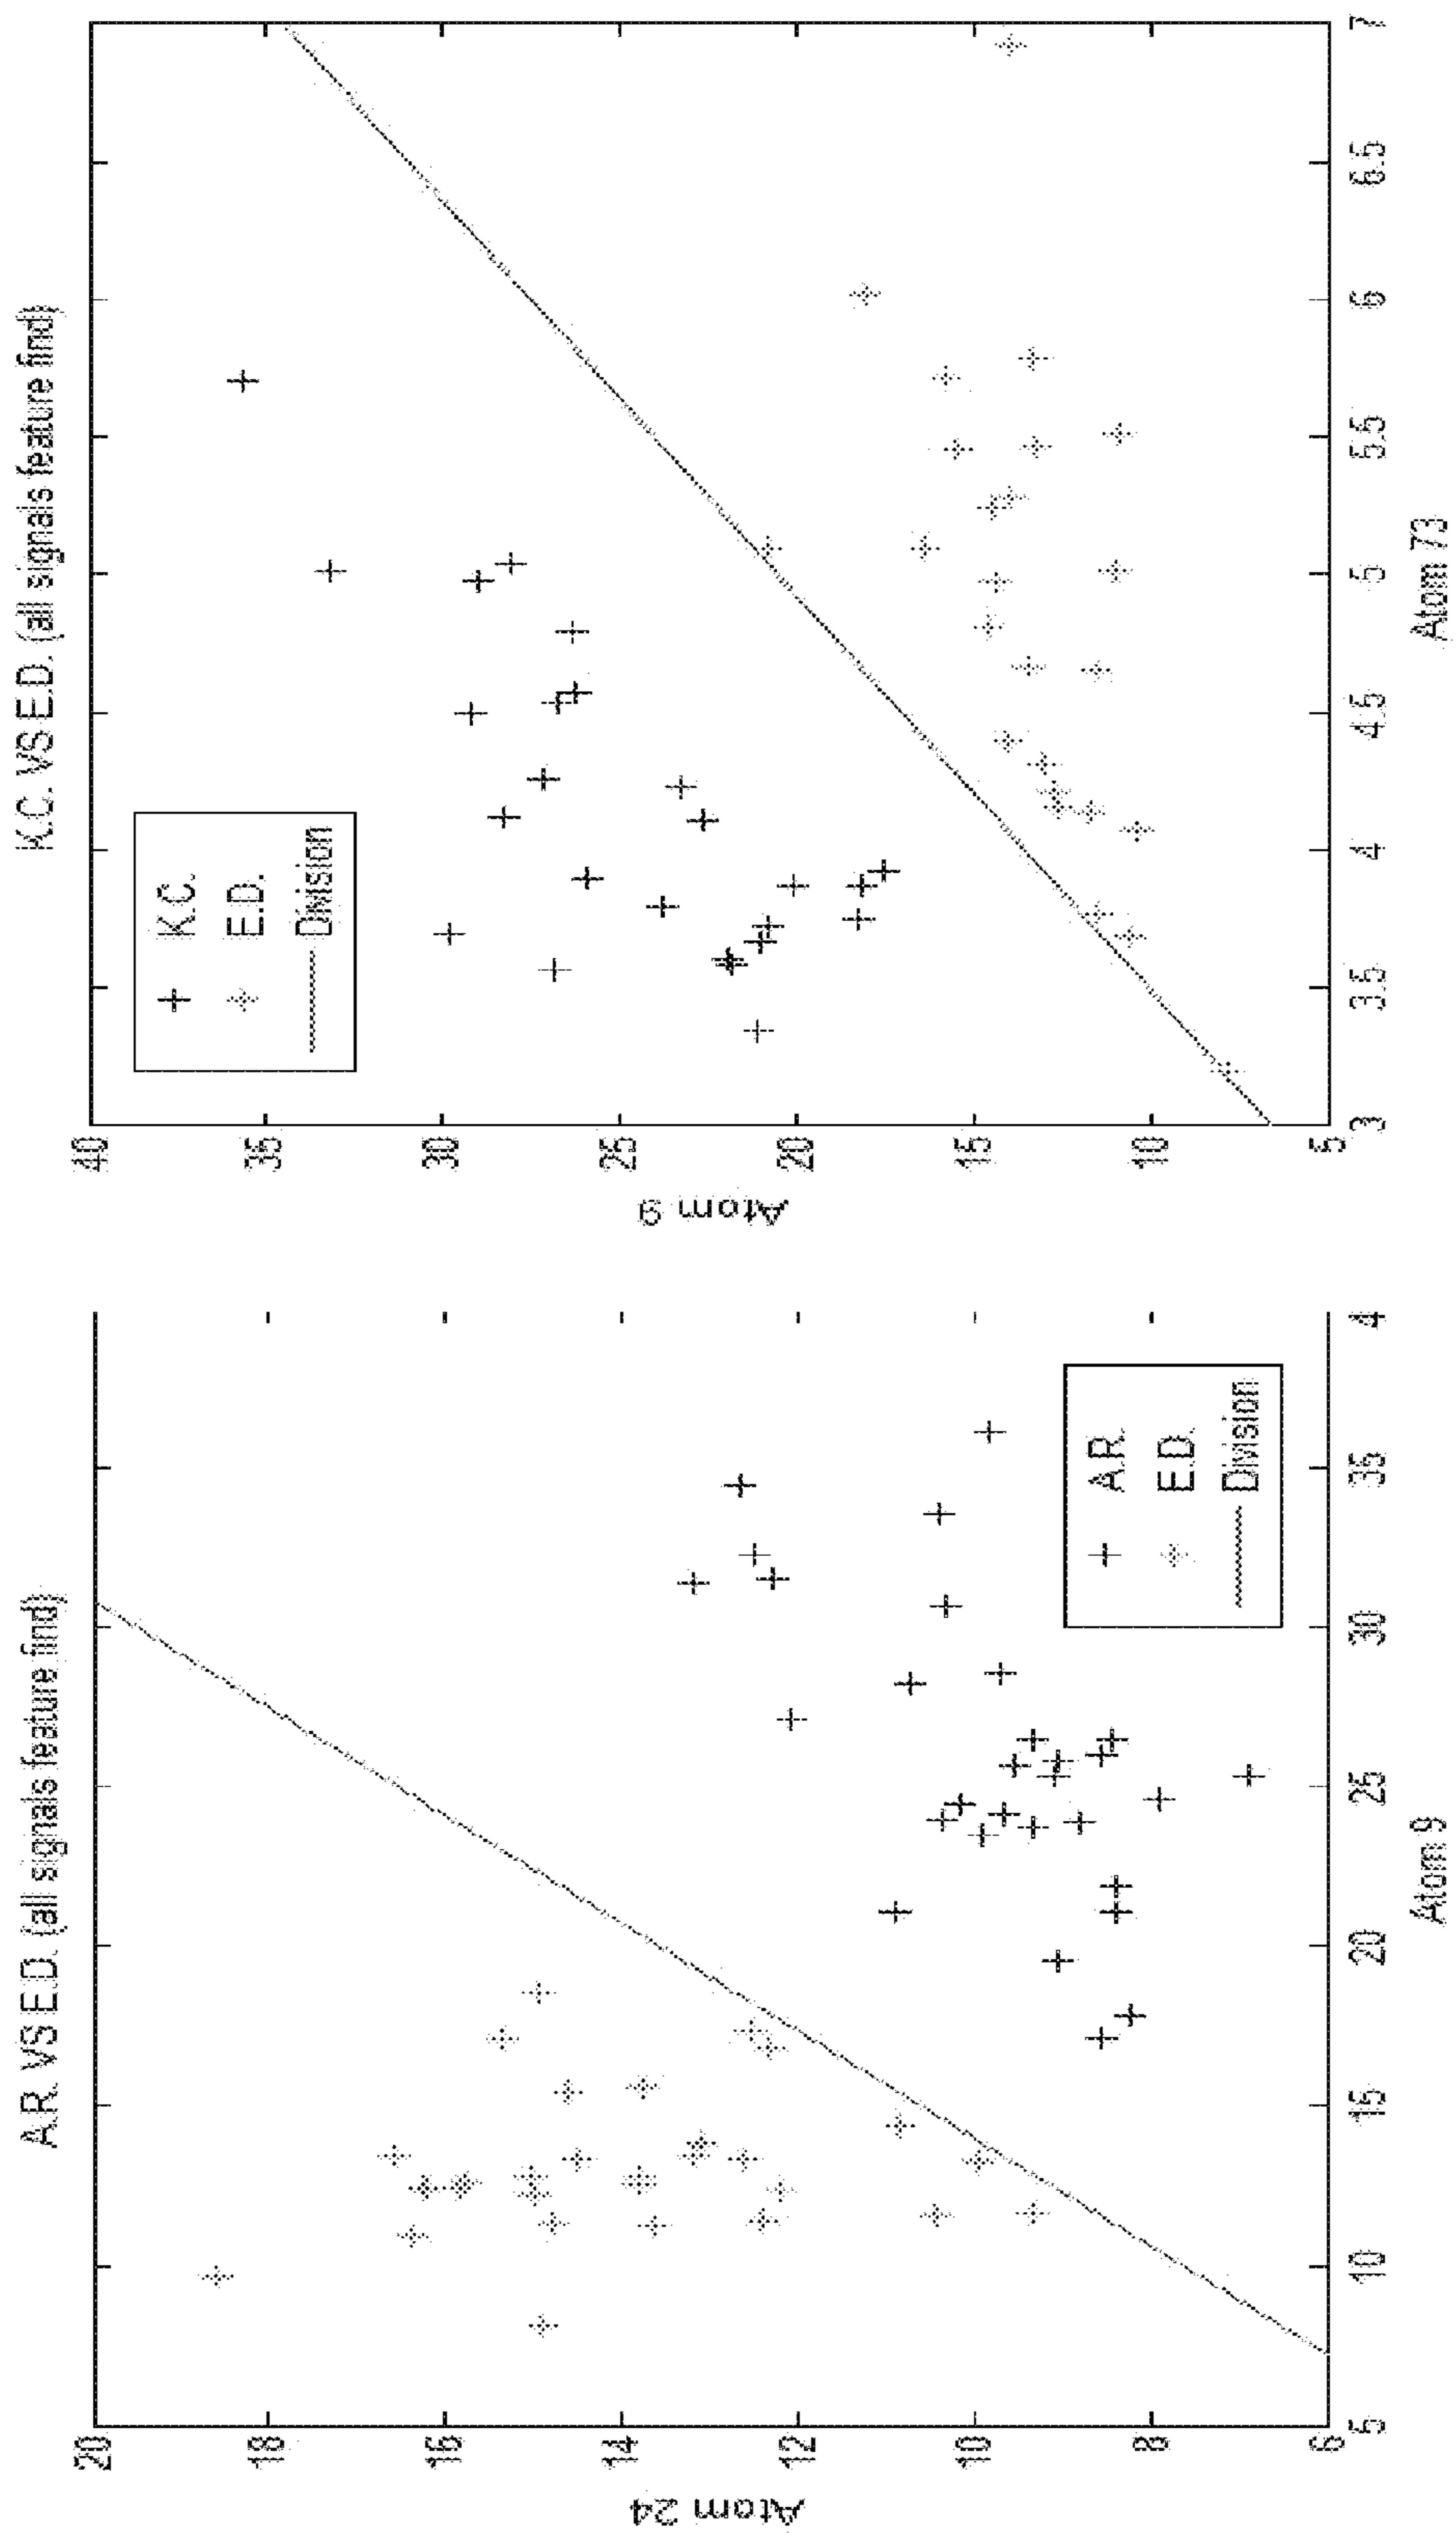 A.R. VS E.D. (all signals feature find)
20
18
16
14
12
10
8
6
Atom 24
5
10
15
20
25
30
35
4
Atom 9
A.R.
E.D.
Division
K.C. VS E.D. (all signals feature find)
40
35
30
25
20
15
10
5
Atom 9
3
3.5
4
4.5
5
5.5
6
6.5
7
Atom 73
K.C.
E.D.
Division